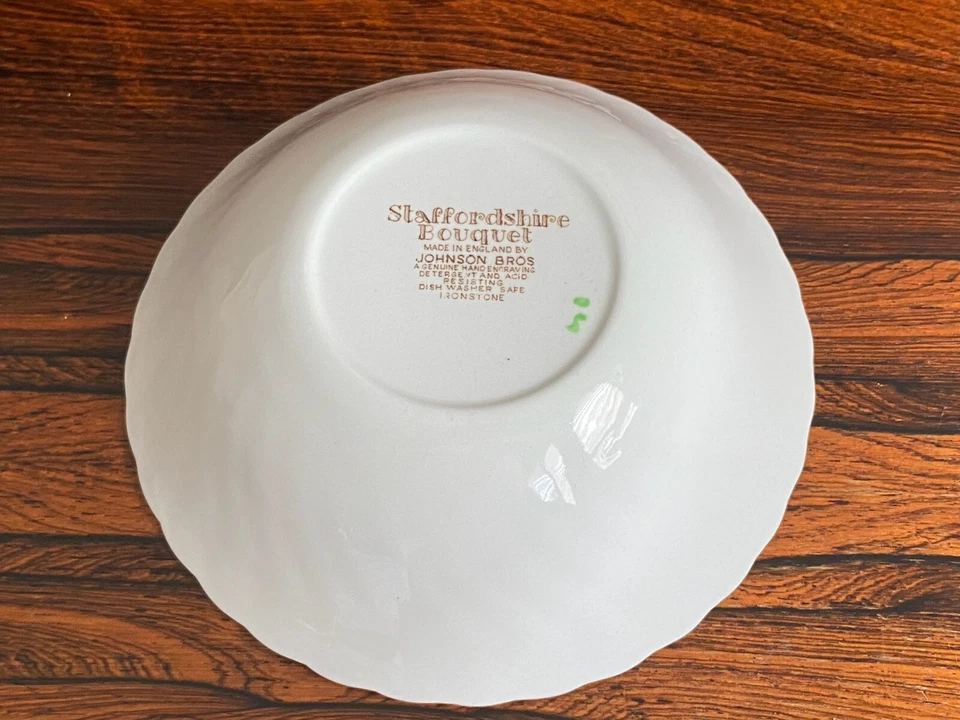 Staffordshire
Bouquet
MADE IN ENGLAND BY
JOHNSON BROS
A GENUINE HAND ENGRAVING
DETERGENT AND ACID
RESISTING
DISH WASHER SAFE
IRONSTONE